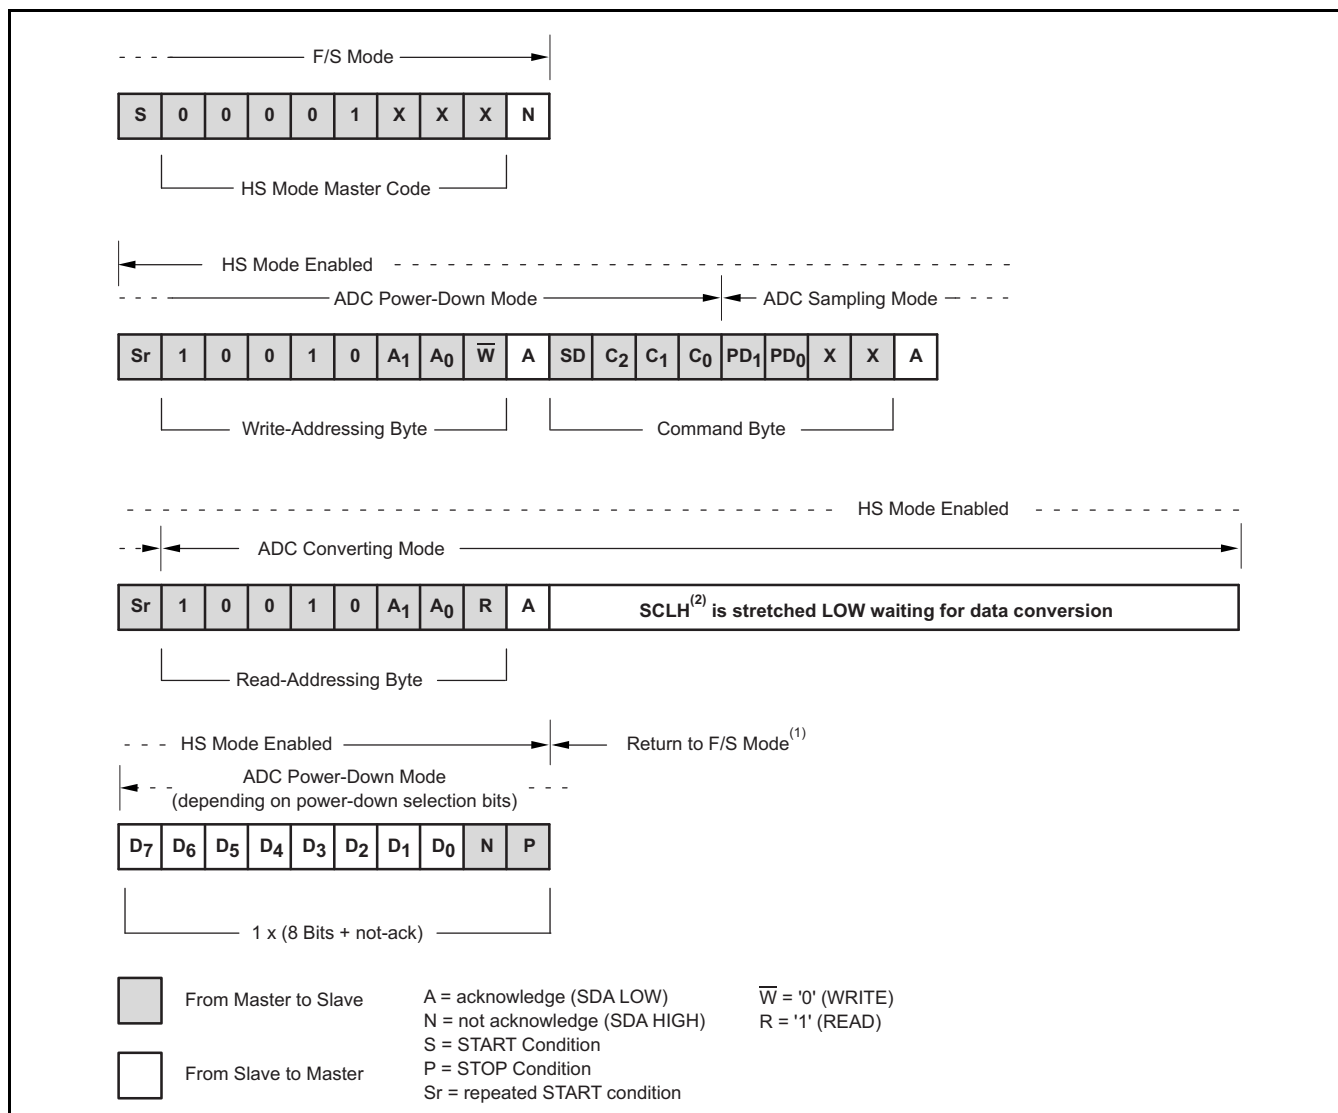 F/S Mode
S 0 0 0 0 1 X X X N
HS Mode Master Code
HS Mode Enabled
ADC Power-Down Mode ADC Sampling Mode
Sr 1 0 0 1 0 A1 A0 W̅ A SD C2 C1 C0 PD1 PD0 X X A
Write-Addressing Byte Command Byte
HS Mode Enabled
ADC Converting Mode
Sr 1 0 0 1 0 A1 A0 R A SCLH(2) is stretched LOW waiting for data conversion
Read-Addressing Byte
HS Mode Enabled Return to F/S Mode(1)
ADC Power-Down Mode
(depending on power-down selection bits)
D7 D6 D5 D4 D3 D2 D1 D0 N P
1 x (8 Bits + not-ack)
From Master to Slave
A = acknowledge (SDA LOW) W̅ = '0' (WRITE)
N = not acknowledge (SDA HIGH) R = '1' (READ)
S = START Condition
P = STOP Condition
From Slave to Master
Sr = repeated START condition